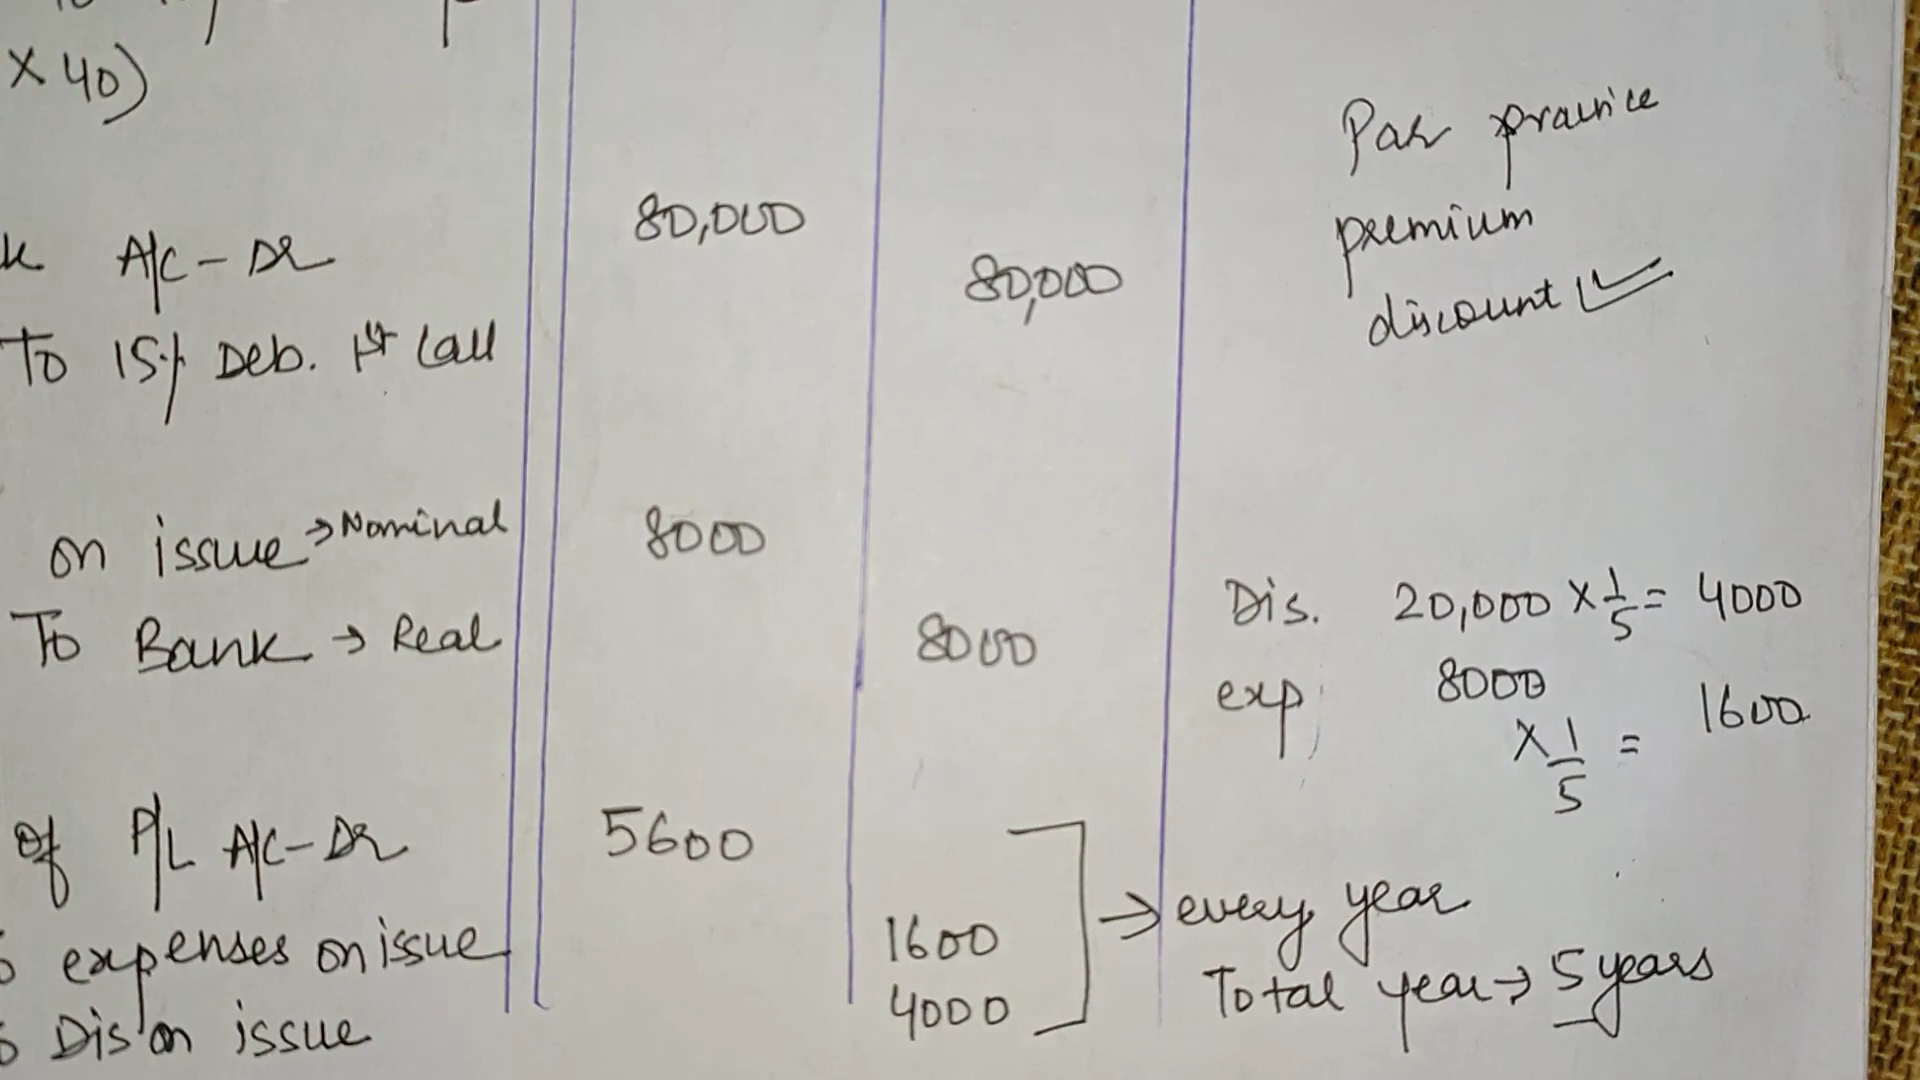 X 40)
Par practice
80,000
premium
A/C - Dr
80,000
discount
To 15% Deb. 1st Call
on issue → Nominal
8000
Dis. 20,000 X 1/5 = 4000
To Bank → Real
8000
exp 8000 X 1/5 = 1600
of P/L A/C - Dr
5600
every year
expenses on issue
1600
Total year → 5 years
Dis on issue
4000